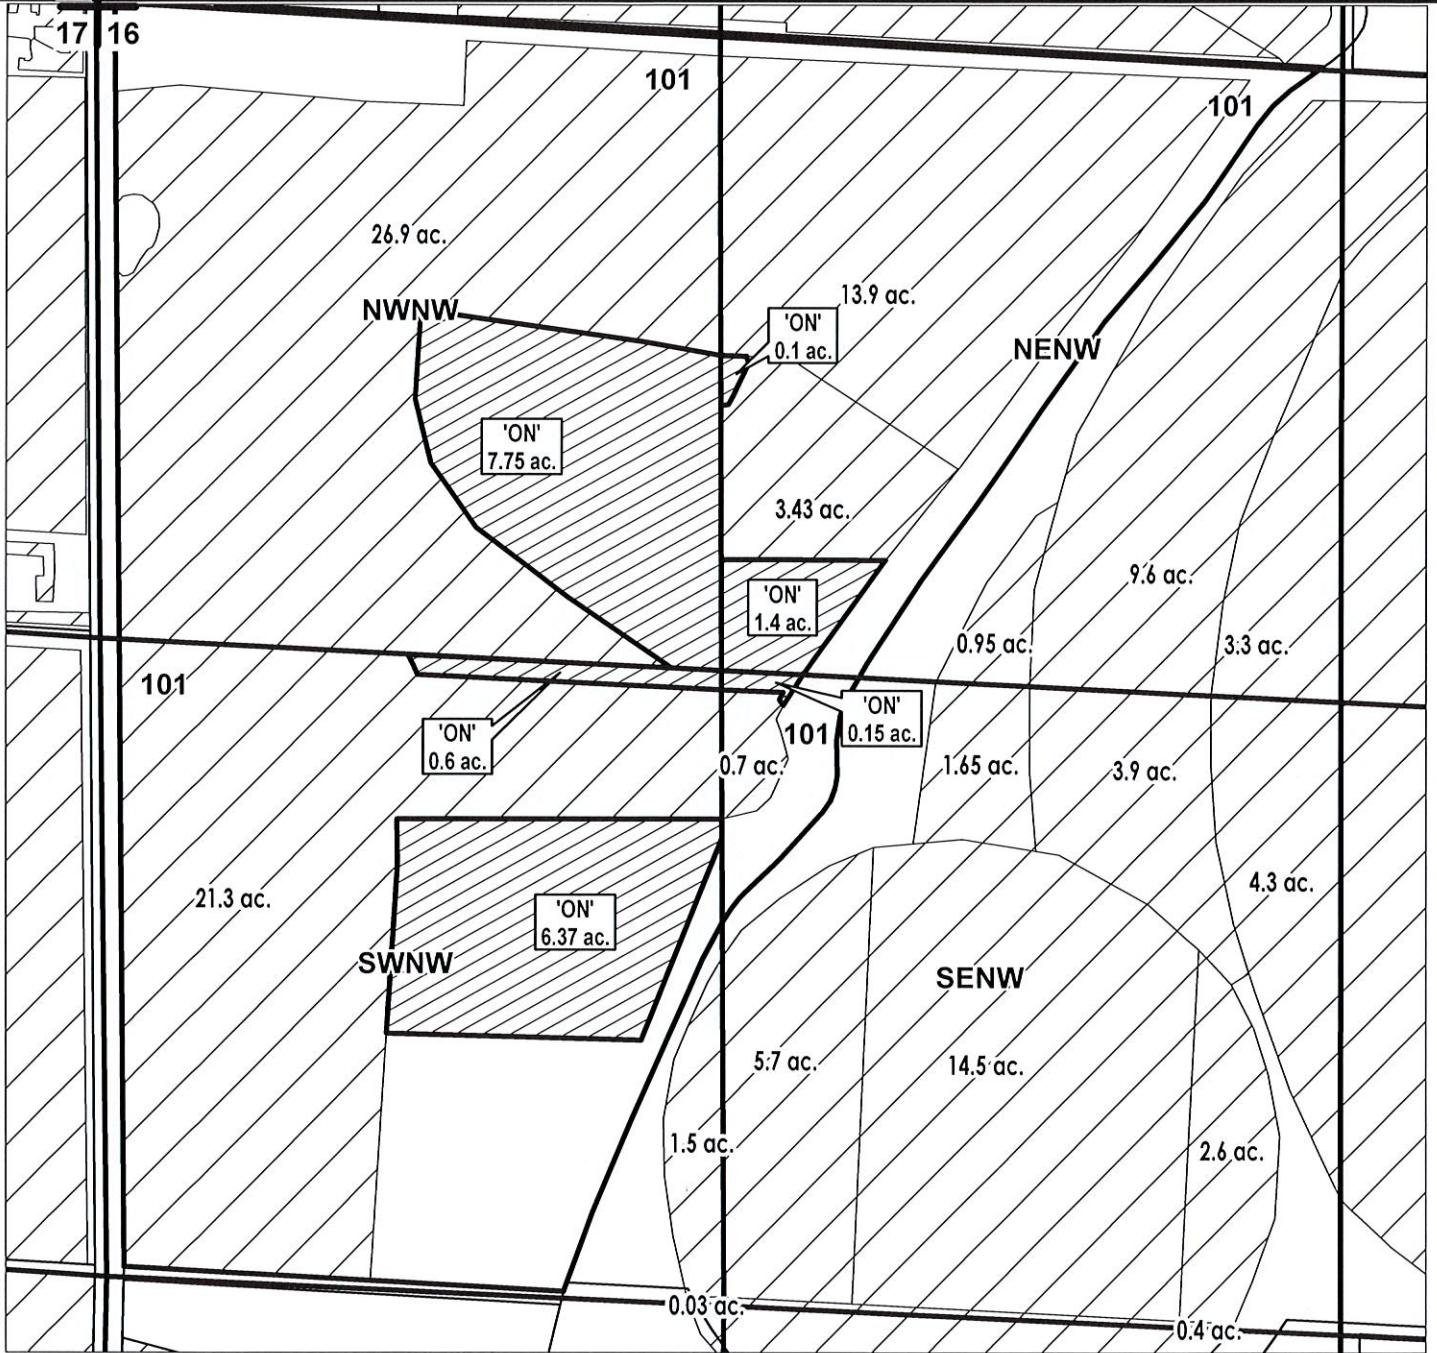 17 16
101
101
26.9 ac.
NWNW
13.9 ac.
'ON'
0.1 ac.
NENW
'ON'
7.75 ac.
3.43 ac.
9.6 ac.
'ON'
1.4 ac.
0.95 ac.
3.3 ac.
101
'ON'
0.6 ac.
'ON'
0.15 ac.
101
0.7 ac.
1.65 ac.
3.9 ac.
21.3 ac.
4.3 ac.
'ON'
6.37 ac.
SWNW
SENW
5.7 ac.
14.5 ac.
1.5 ac.
2.6 ac.
0.03 ac.
0.4 ac.